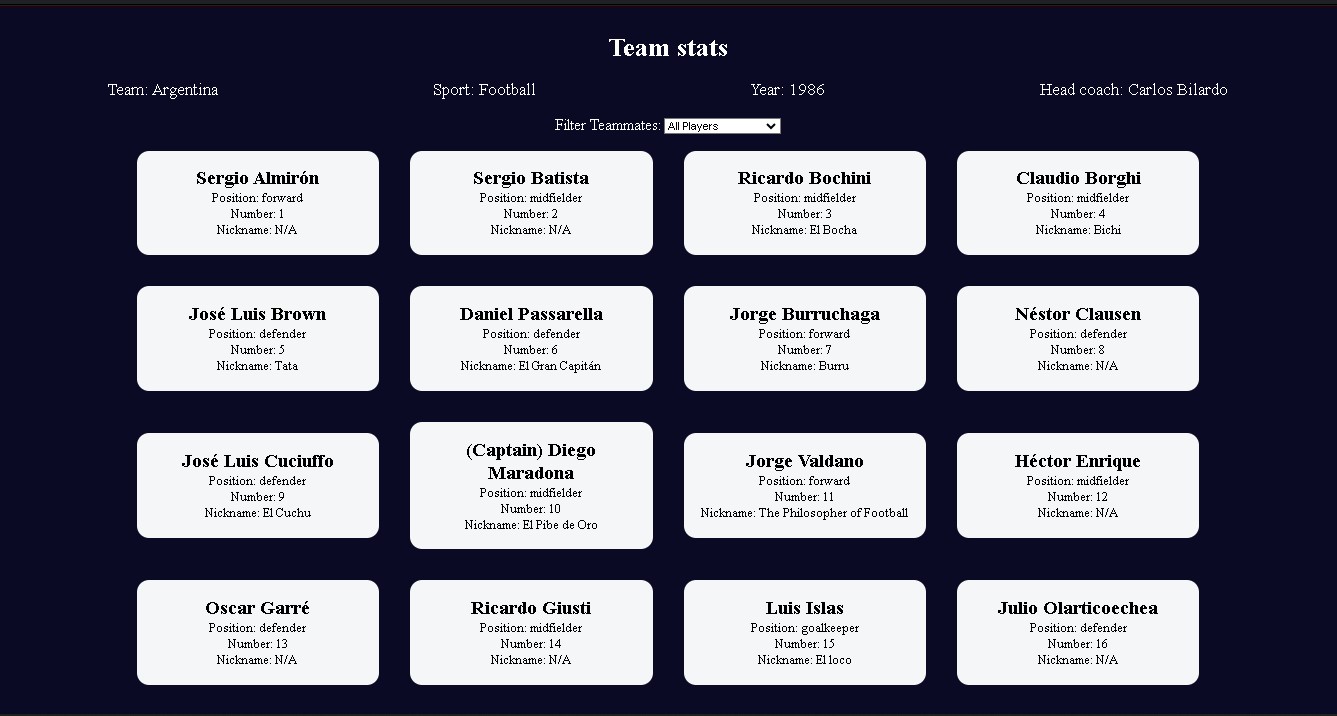 Team stats
Team: Argentina
Sport: Football
Year: 1986
Head coach: Carlos Bilardo
Filter Teammates: All Players
Sergio Almirón
Position: forward
Number: 1
Nickname: N/A
Sergio Batista
Position: midfielder
Number: 2
Nickname: N/A
Ricardo Bochini
Position: midfielder
Number: 3
Nickname: El Bocha
Claudio Borghi
Position: midfielder
Number: 4
Nickname: Bichi
José Luis Brown
Position: defender
Number: 5
Nickname: Tata
Daniel Passarella
Position: defender
Number: 6
Nickname: El Gran Capitán
Jorge Burruchaga
Position: forward
Number: 7
Nickname: Burru
Néstor Clausen
Position: defender
Number: 8
Nickname: N/A
José Luis Cuciuffo
Position: defender
Number: 9
Nickname: El Cuchu
(Captain) Diego
Maradona
Position: midfielder
Number: 10
Nickname: El Pibe de Oro
Jorge Valdano
Position: forward
Number: 11
Nickname: The Philosopher of Football
Héctor Enrique
Position: midfielder
Number: 12
Nickname: N/A
Oscar Garré
Position: defender
Number: 13
Nickname: N/A
Ricardo Giusti
Position: midfielder
Number: 14
Nickname: N/A
Luis Islas
Position: goalkeeper
Number: 15
Nickname: El loco
Julio Olarticoechea
Position: defender
Number: 16
Nickname: N/A